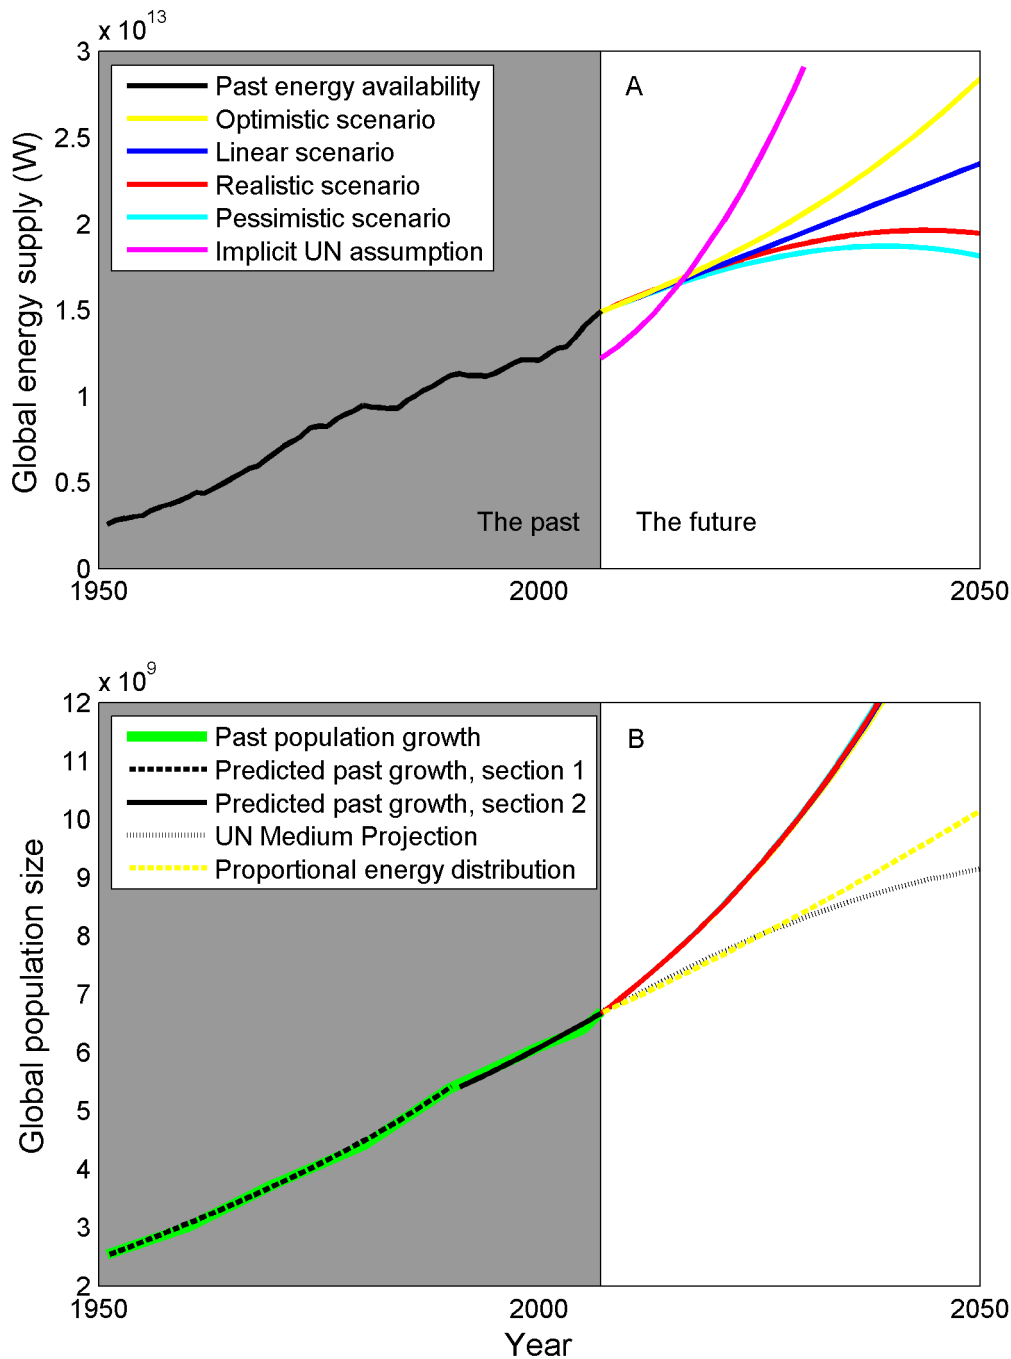 x 10^13
3
2.5
2
1.5
1
0.5
0
Global energy supply (W)
Past energy availability
Optimistic scenario
Linear scenario
Realistic scenario
Pessimistic scenario
Implicit UN assumption
A
The past
The future
1950
2000
2050
x 10^9
12
11
10
9
8
7
6
5
4
3
2
Global population size
Past population growth
Predicted past growth, section 1
Predicted past growth, section 2
UN Medium Projection
Proportional energy distribution
B
1950
2000
2050
Year